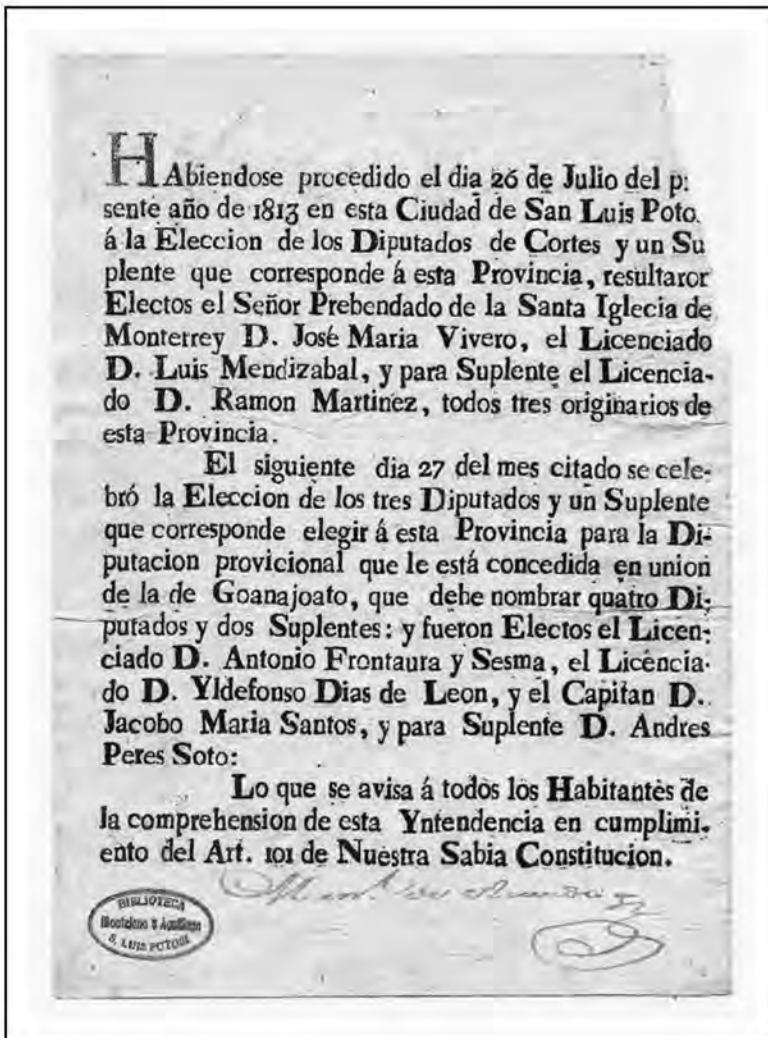 HAbiendose procedido el dia 26 de Julio del p
sente año de 1813 en esta Ciudad de San Luis Poto.
á la Eleccion de los Diputados de Cortes y un Su
plente que corresponde á esta Provincia, resultaror
Electos el Señor Prebendado de la Santa Iglecia de
Monterrey D. José Maria Vivero, el Licenciado
D. Luis Mendizabal, y para Suplente el Licencia-
do D. Ramon Martinez, todos tres originarios de
esta Provincia.
El siguiente dia 27 del mes citado se cele-
bró la Eleccion de los tres Diputados y un Suplente
que corresponde elegir á esta Provincia para la Di-
putacion provicional que le está concedida en union
de la de Goanajoato, que debe nombrar quatro Di-
putados y dos Suplentes: y fueron Electos el Licen-
ciado D. Antonio Frontaura y Sesma, el Licencia-
do D. Yldefonso Dias de Leon, y el Capitan D.
Jacobo Maria Santos, y para Suplente D. Andres
Peres Soto:
Lo que se avisa á todos los Habitantes de
la comprehension de esta Yntendencia en cumplimi-
ento del Art. 101 de Nuestra Sabia Constitucion.
BIBLIOTECA
S. LUIS POTOSI